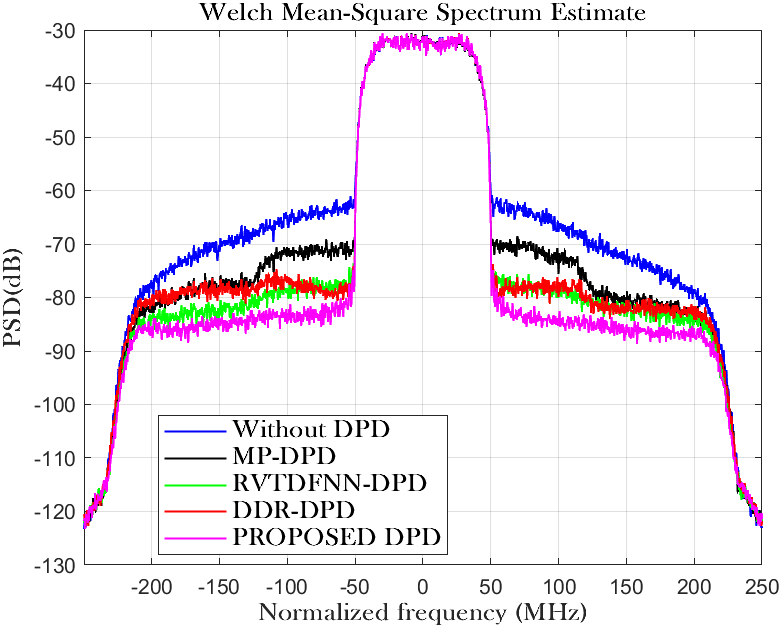 Welch Mean-Square Spectrum Estimate
-30
-40
-50
-60
-70
-80
-90
-100
-110
-120
-130
PSD(dB)
Without DPD
MP-DPD
RVTDFNN-DPD
DDR-DPD
PROPOSED DPD
-200 -150 -100 -50 0 50 100 150 200 250
Normalized frequency (MHz)